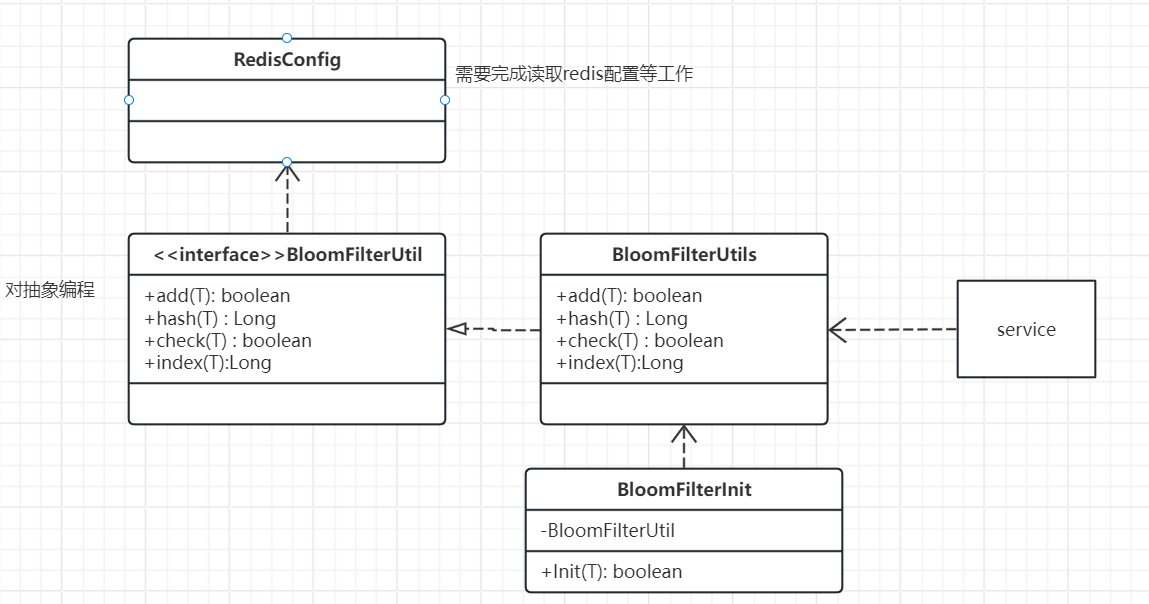 RedisConfig
需要完成读取redis配置等工作
<<interface>>BloomFilterUtil
+add(T): boolean
+hash(T) : Long
+check(T) : boolean
+index(T):Long
对抽象编程
BloomFilterUtils
+add(T): boolean
+hash(T) : Long
+check(T) : boolean
+index(T):Long
service
BloomFilterInit
-BloomFilterUtil
+Init(T): boolean